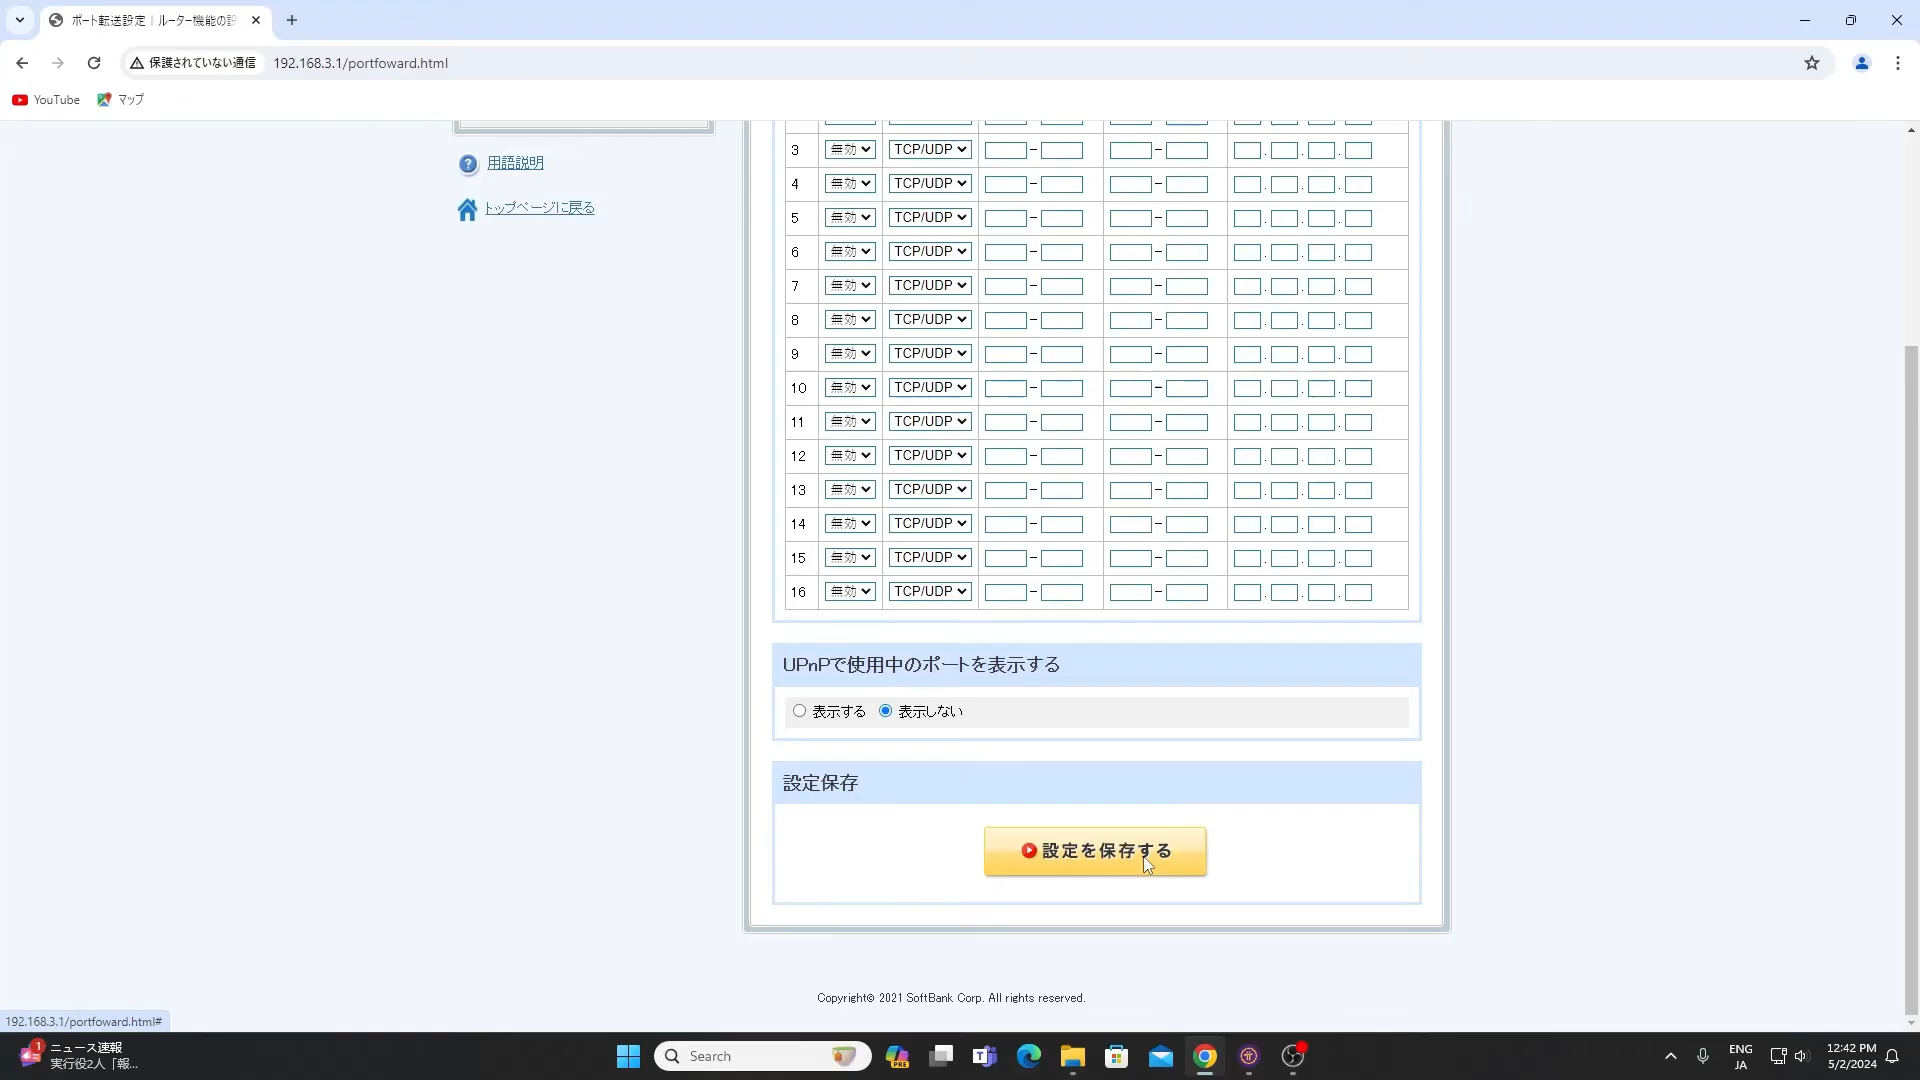 ポート転送設定｜ルーター機能の設
保護されていない通信 192.168.3.1/portfoward.html
YouTube マップ
用語説明
トップページに戻る
3 無効 TCP/UDP - - . . .
4 無効 TCP/UDP - - . . .
5 無効 TCP/UDP - - . . .
6 無効 TCP/UDP - - . . .
7 無効 TCP/UDP - - . . .
8 無効 TCP/UDP - - . . .
9 無効 TCP/UDP - - . . .
10 無効 TCP/UDP - - . . .
11 無効 TCP/UDP - - . . .
12 無効 TCP/UDP - - . . .
13 無効 TCP/UDP - - . . .
14 無効 TCP/UDP - - . . .
15 無効 TCP/UDP - - . . .
16 無効 TCP/UDP - - . . .
UPnPで使用中のポートを表示する
表示する 表示しない
設定保存
設定を保存する
Copyright© 2021 SoftBank Corp. All rights reserved.
192.168.3.1/portfoward.html#
1 ニュース速報
実行役2人「報...
Search
PRE
ENG
JA
12:42 PM
5/2/2024